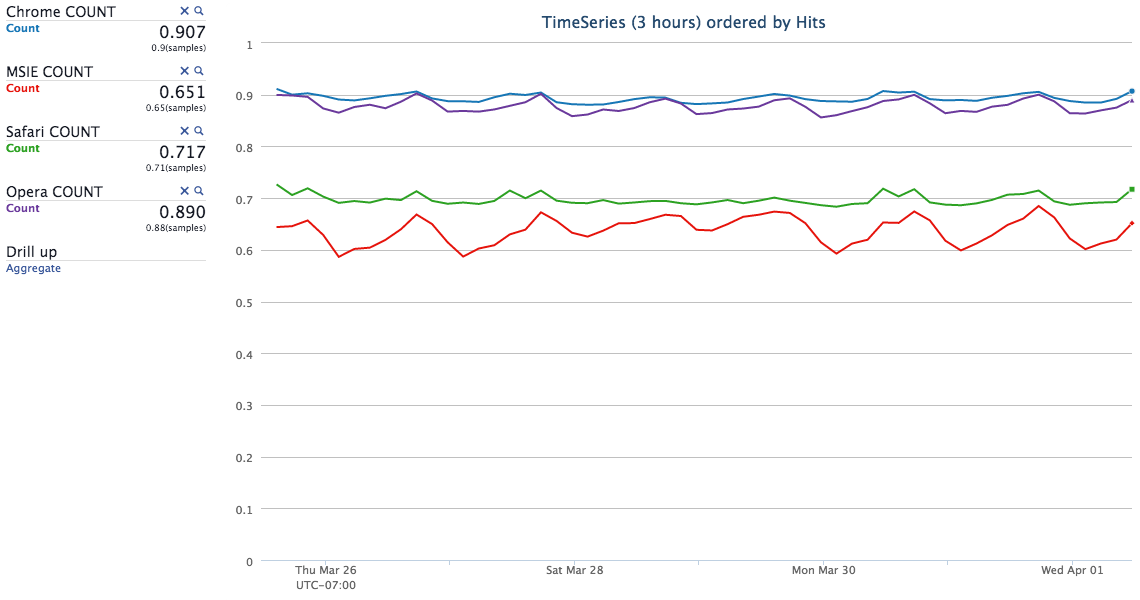 Chrome COUNT
Count
0.907
0.9(samples)
MSIE COUNT
Count
0.651
0.65(samples)
Safari COUNT
Count
0.717
0.71(samples)
Opera COUNT
Count
0.890
0.88(samples)
Drill up
Aggregate
TimeSeries (3 hours) ordered by Hits
1
0.9
0.8
0.7
0.6
0.5
0.4
0.3
0.2
0.1
0
Thu Mar 26
UTC-07:00
Sat Mar 28
Mon Mar 30
Wed Apr 01